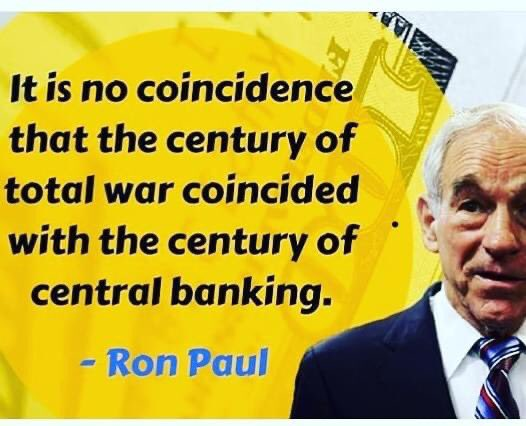 It is no coincidence
that the century of
total war coincided
with the century of
central banking.
- Ron Paul